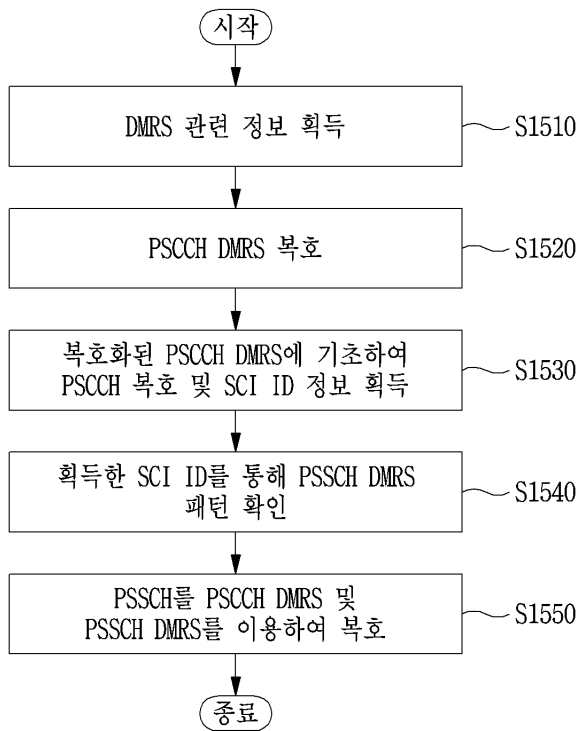 시작
DMRS 관련 정보 획득
S1510
PSCCH DMRS 복호
S1520
복호화된 PSCCH DMRS에 기초하여
PSCCH 복호 및 SCI ID 정보 획득
S1530
획득한 SCI ID를 통해 PSSCH DMRS
패턴 확인
S1540
PSSCH를 PSCCH DMRS 및
PSSCH DMRS를 이용하여 복호
S1550
종료